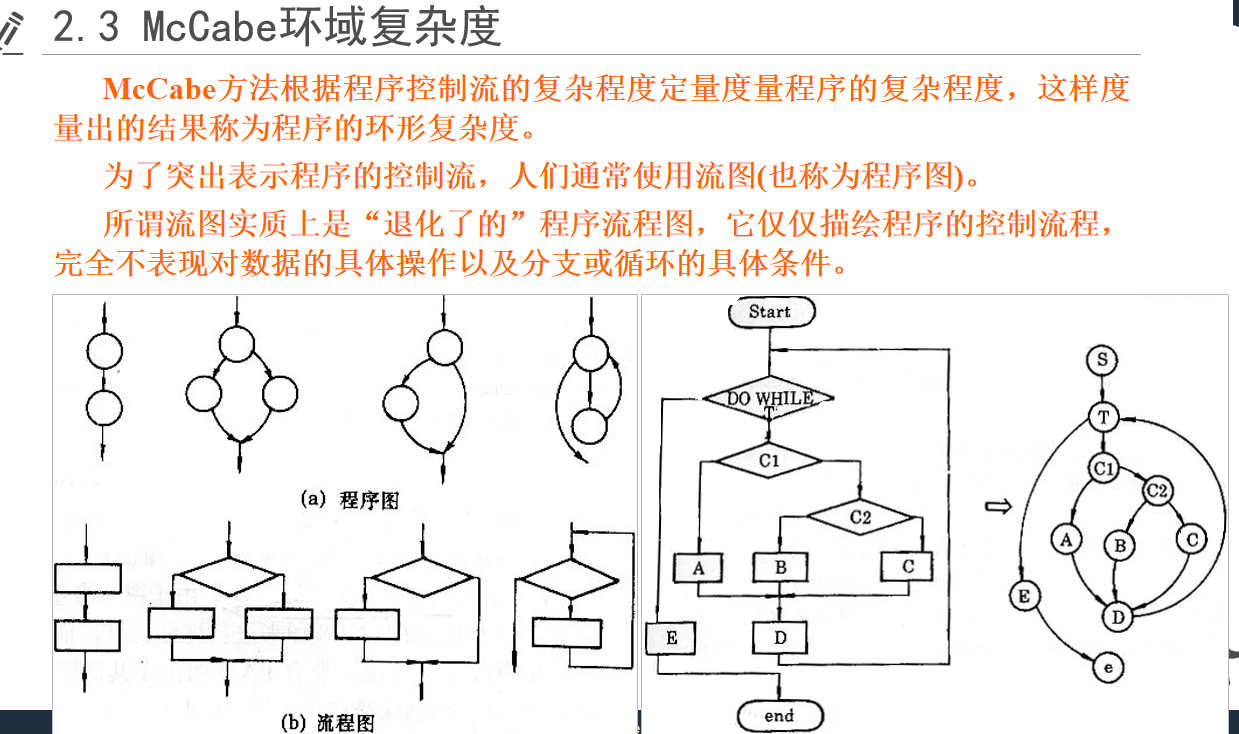 2.3 McCabe环域复杂度
McCabe方法根据程序控制流的复杂程度定量度量程序的复杂程度，这样度
量出的结果称为程序的环形复杂度。
为了突出表示程序的控制流，人们通常使用流图(也称为程序图)。
所谓流图实质上是“退化了的”程序流程图，它仅仅描绘程序的控制流程，
完全不表现对数据的具体操作以及分支或循环的具体条件。
(a) 程序图
(b) 流程图
Start
DO WHILE
T
C1
C2
A
B
C
E
D
end
S
T
C1
C2
A
B
C
E
D
e